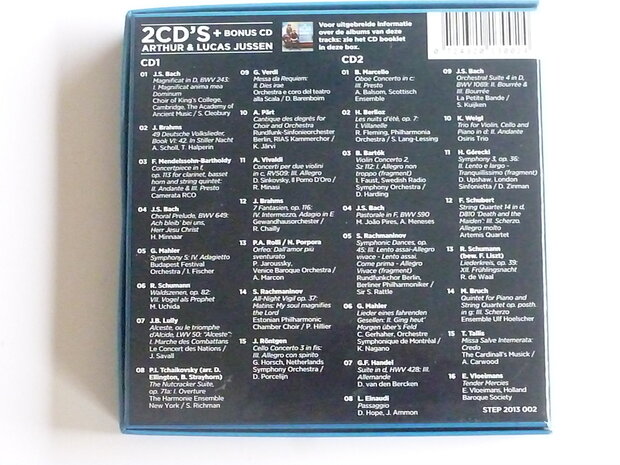 2CD'S + BONUS CD
ARTHUR & LUCAS JUSSEN
Voor uitgebreide informatie
over de albums van deze
tracks: zie het CD booklet
in deze box.
CD1
01 J.S. Bach
Magnificat in D, BWV 243:
I. Magnificat anima mea
Dominum
Choir of King's College,
Cambridge, The Academy of
Ancient Music / S. Cleobury
02 J. Brahms
49 Deutsche Volkslieder,
Book VI: 42. In Stiller Nacht
A. Scholl, T. Halperin
03 F. Mendelssohn-Bartholdy
Concertpiece in f,
op. 113 for clarinet, basset
horn and string quintet:
II. Andante & III. Presto
Camerata RCO
04 J.S. Bach
Choral Prelude, BWV 649:
Ach bleib' bei uns,
Herr Jesu Christ
H. Minnaar
05 G. Mahler
Symphony 5: IV. Adagietto
Budapest Festival
Orchestra / I. Fischer
06 R. Schumann
Waldszenen, op. 82:
VII. Vogel als Prophet
M. Uchida
07 J.B. Lully
Alceste, ou le triomphe
d'Alcide, LWV 50: "Alceste":
I. Marche des Combattans
Le Concert des Nations /
J. Savall
08 P.I. Tchaikovsky (arr. D.
Ellington, B. Strayhorn)
The Nutcracker Suite,
op. 71a: I. Overture
The Harmonie Ensemble
New York / S. Richman
09 G. Verdi
Messa da Requiem:
II. Dies irae
Orchestra e coro del teatro
alla Scala / D. Barenboim
10 A. Pärt
Cantique des degrés for
Choir and Orchestra
Rundfunk-Sinfonieorchester
Berlin, RIAS Kammerchor /
K. Järvi
11 A. Vivaldi
Concerti per due violini
in c, RV509: III. Allegro
D. Sinkovsky, Il Pomo D'Oro /
R. Minasi
12 J. Brahms
7 Fantasien, op. 116:
IV. Intermezzo, Adagio in E
Gewandhausorchester /
R. Chailly
13 P.A. Rolli / N. Porpora
Orfeo: Dall'amor più
sventurato
P. Jaroussky,
Venice Baroque Orchestra /
A. Marcon
14 S. Rachmaninov
All-Night Vigil op. 37:
Matins: My soul magnifies
the Lord
Estonian Philharmonic
Chamber Choir / P. Hillier
15 J. Röntgen
Cello Concerto 3 in fis:
III. Allegro con spirito
G. Horsch, Netherlands
Symphony Orchestra /
D. Porcelijn
CD2
01 B. Marcello
Oboe Concerto in c:
III. Presto
A. Balsom, Scottisch
Ensemble
02 H. Berlioz
Les nuits d'été, op. 7:
I. Villanelle
R. Fleming, Philharmonia
Orchestra / S. Lang-Lessing
03 B. Bartók
Violin Concerto 2,
Sz 112: I. Allegro non
troppo (fragment)
I. Faust, Swedish Radio
Symphony Orchestra /
D. Harding
04 J.S. Bach
Pastorale in F, BWV 590
M. João Pires, A. Meneses
05 S. Rachmaninov
Symphonic Dances, op.
45: III. Lento assai-Allegro
vivace - Lento assai.
Come prima - Allegro
Vivace (fragment)
Rundfunkchor Berlin,
Berliner Philharmoniker /
Sir S. Rattle
06 G. Mahler
Lieder eines fahrenden
Gesellen: II. Ging heut'
Morgen über's Feld
C. Gerhaher, Orchestre
Symphonique de Montréal /
K. Nagano
07 G.F. Handel
Suite in d, HWV 428: III.
Allemande
D. van den Bercken
08 L. Einaudi
Passaggio
D. Hope, J. Ammon
09 J.S. Bach
Orchestral Suite 4 in D,
BWV 1069: II. Bourrée &
III. Bourrée
La Petite Bande /
S. Kuijken
10 K. Weigl
Trio for Violin, Cello and
Piano in d: II. Andante
Osiris Trio
11 H. Górecki
Symphony 3, op. 36:
II. Lento e largo -
Tranquillissimo (fragment)
D. Upshaw, London
Sinfonietta / D. Zinman
12 F. Schubert
String Quartet 14 in d,
D810 'Death and the
Maiden': III. Scherzo.
Allegro molto
Artemis Quartet
13 R. Schumann
(bew. F. Liszt)
Liederkreis, op. 39:
XII. Frühlingsnacht
R. de Waal
14 M. Bruch
Quintet for Piano and
String Quartet op. posth.
in g: III. Scherzo
Ensemble Ulf Hoelscher
15 T. Tallis
Missa Salve Intemerata:
Credo
The Cardinall's Musick /
A. Carwood
16 E. Vloeimans
Tender Mercies
E. Vloeimans, Holland
Baroque Society
STEP 2013 002